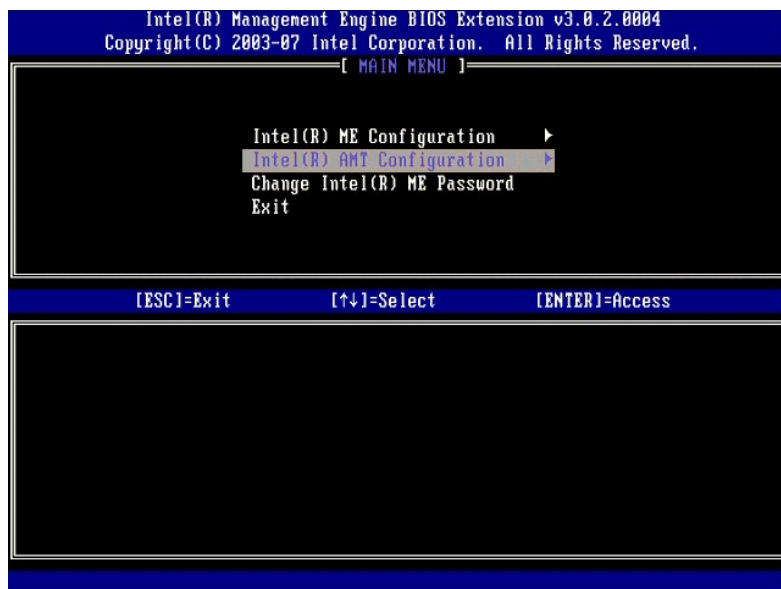 Intel(R) Management Engine BIOS Extension v3.0.2.0004
Copyright(C) 2003-07 Intel Corporation. All Rights Reserved.
[ MAIN MENU ]
Intel(R) ME Configuration ►
Intel(R) AMT Configuration ►
Change Intel(R) ME Password
Exit
[ESC]=Exit [↑↓]=Select [ENTER]=Access